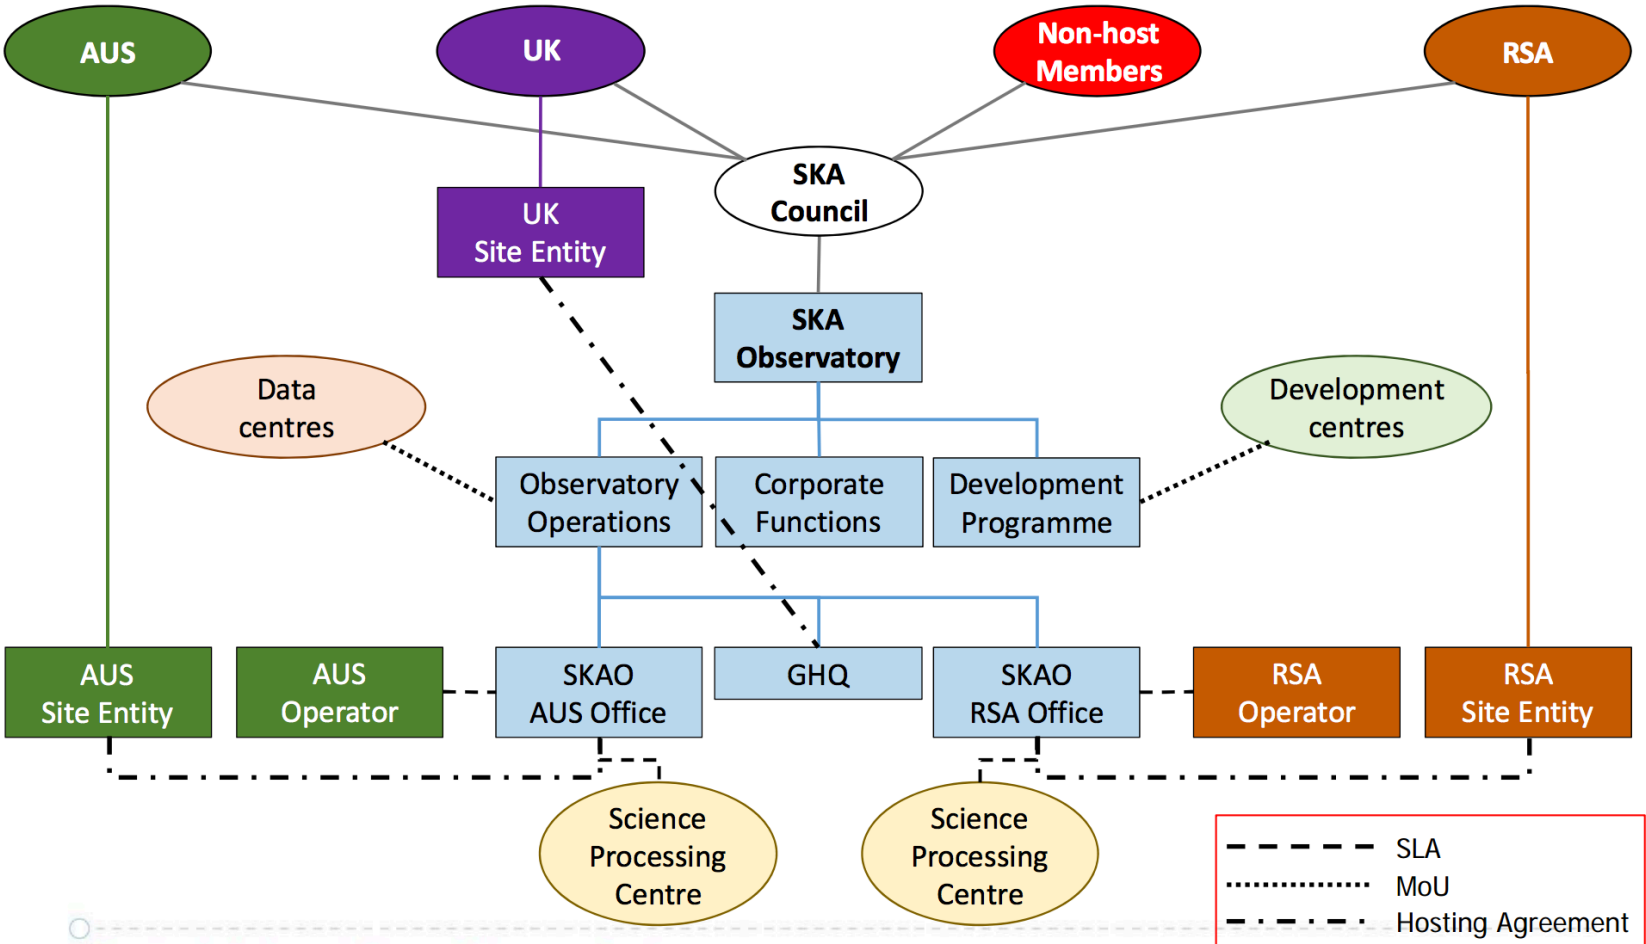 AUS
UK
Non-host
Members
RSA
SKA
Council
UK
Site Entity
SKA
Observatory
Data
centres
Development
centres
Observatory
Operations
Corporate
Functions
Development
Programme
AUS
Site Entity
AUS
Operator
SKAO
AUS Office
GHQ
SKAO
RSA Office
RSA
Operator
RSA
Site Entity
Science
Processing
Centre
Science
Processing
Centre
SLA
MoU
Hosting Agreement